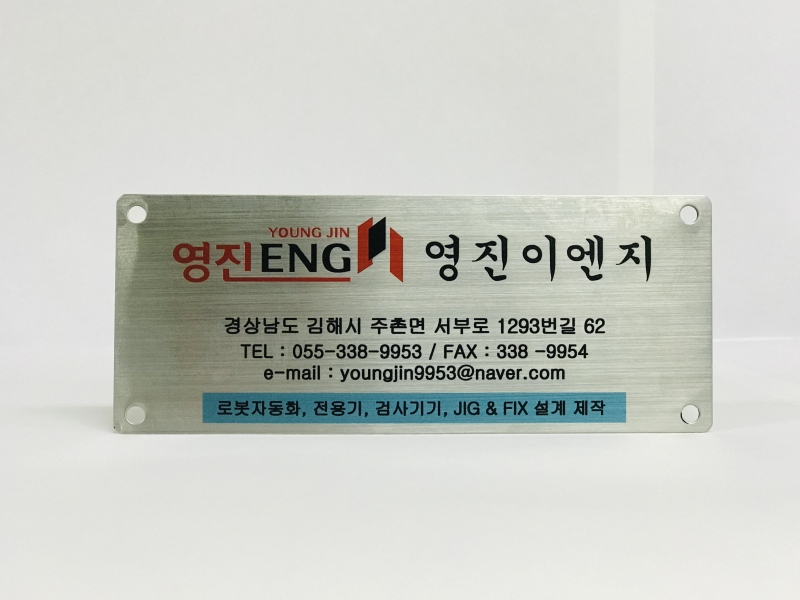 YOUNG JIN
영진ENG 영진이엔지
경상남도 김해시 주촌면 서부로 1293번길 62
TEL : 055-338-9953 / FAX : 338 -9954
e-mail : youngjin9953@naver.com
로봇자동화, 전용기, 검사기기, JIG & FIX 설계 제작